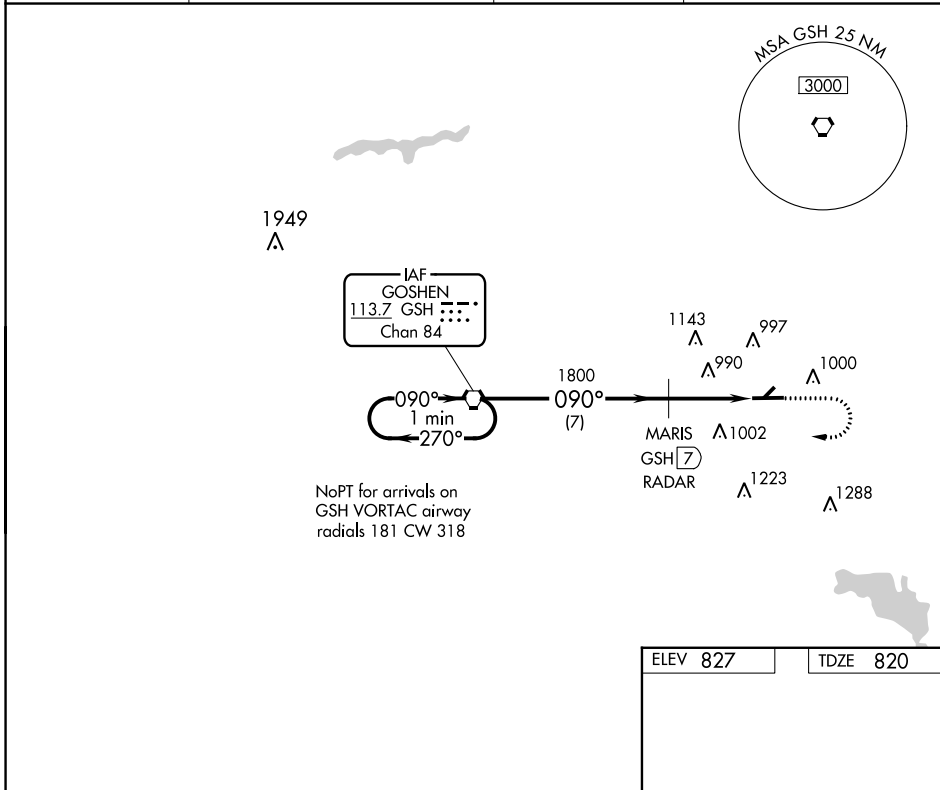 MSA GSH 25 NM
3000
1949
IAF
GOSHEN
113.7 GSH
Chan 84
1143
997
990
1000
1800
090°
090°
(7)
1 min
270°
MARIS
GSH 7
RADAR
1002
1223
1288
NoPT for arrivals on
GSH VORTAC airway
radials 181 CW 318
ELEV 827
TDZE 820